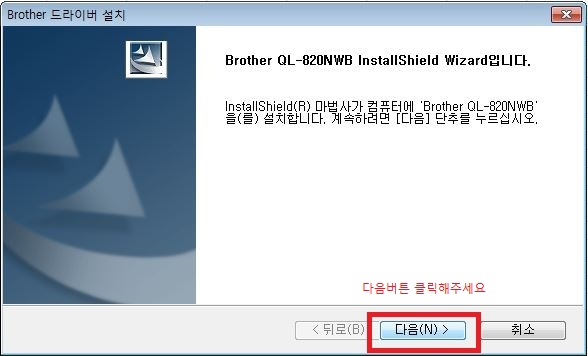 Brother 드라이버 설치
Brother QL-820NWB InstallShield Wizard입니다.
InstallShield(R) 마법사가 컴퓨터에 'Brother QL-820NWB'
을(를) 설치합니다. 계속하려면 [다음] 단추를 누르십시오.
다음버튼 클릭해주세요
< 뒤로(B)
다음(N) >
취소